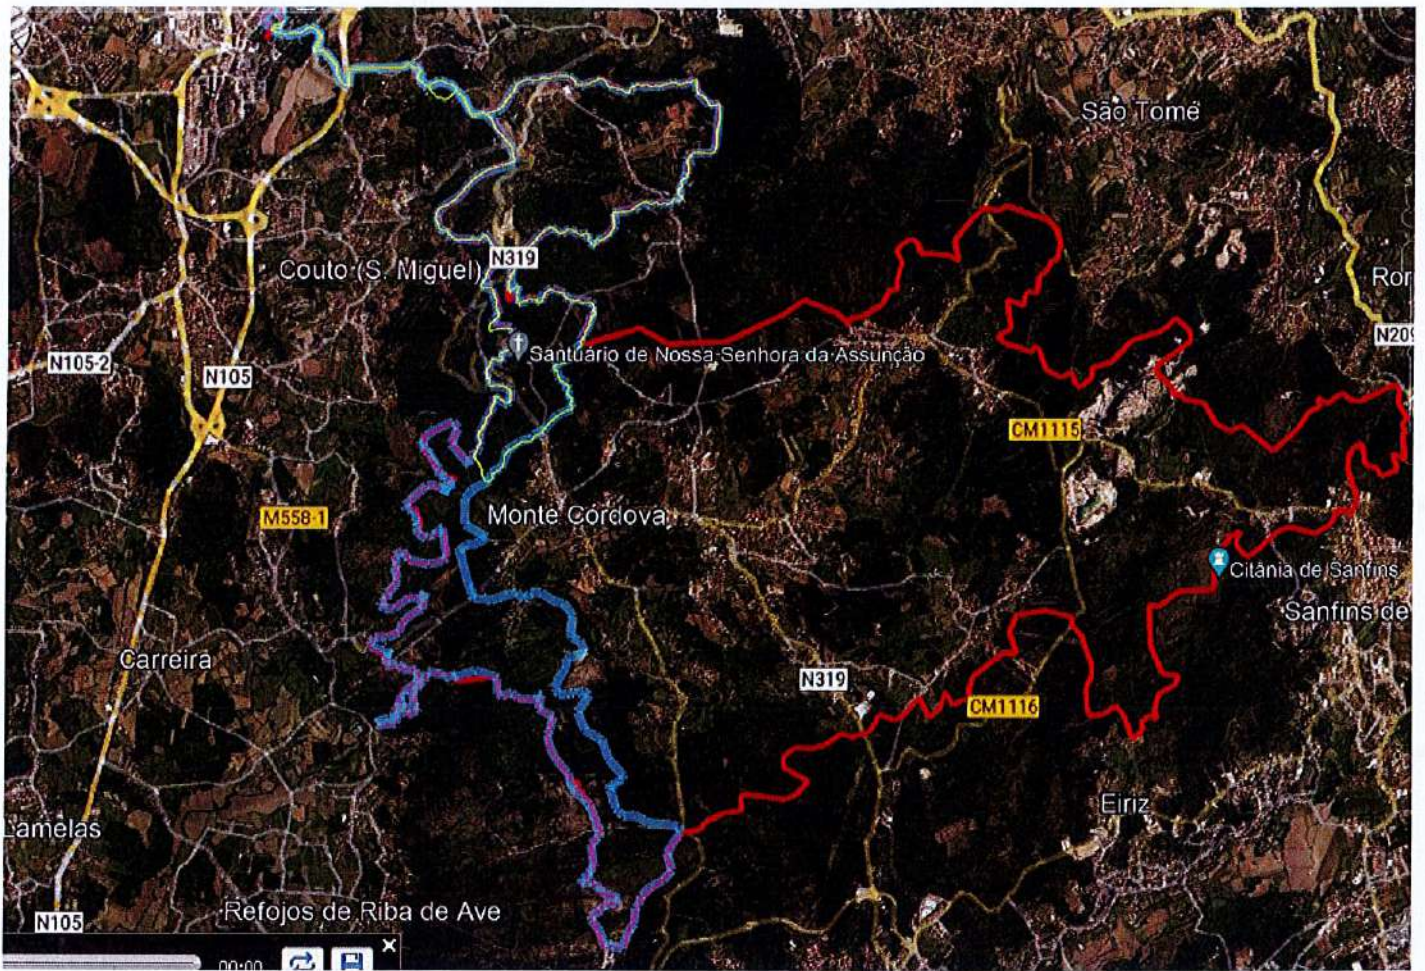 São Tomé
N319
Couto (S. Miguel)
Ror
N209
N105-2
N105
Santuário de Nossa Senhora da Assunção
CM1115
M558-1
Monte Córdova
Citânia de Sanfins
Sanfins de
Carreira
N319
CM1116
Eiriz
Lamelas
Refojos de Riba de Ave
N105
00:00